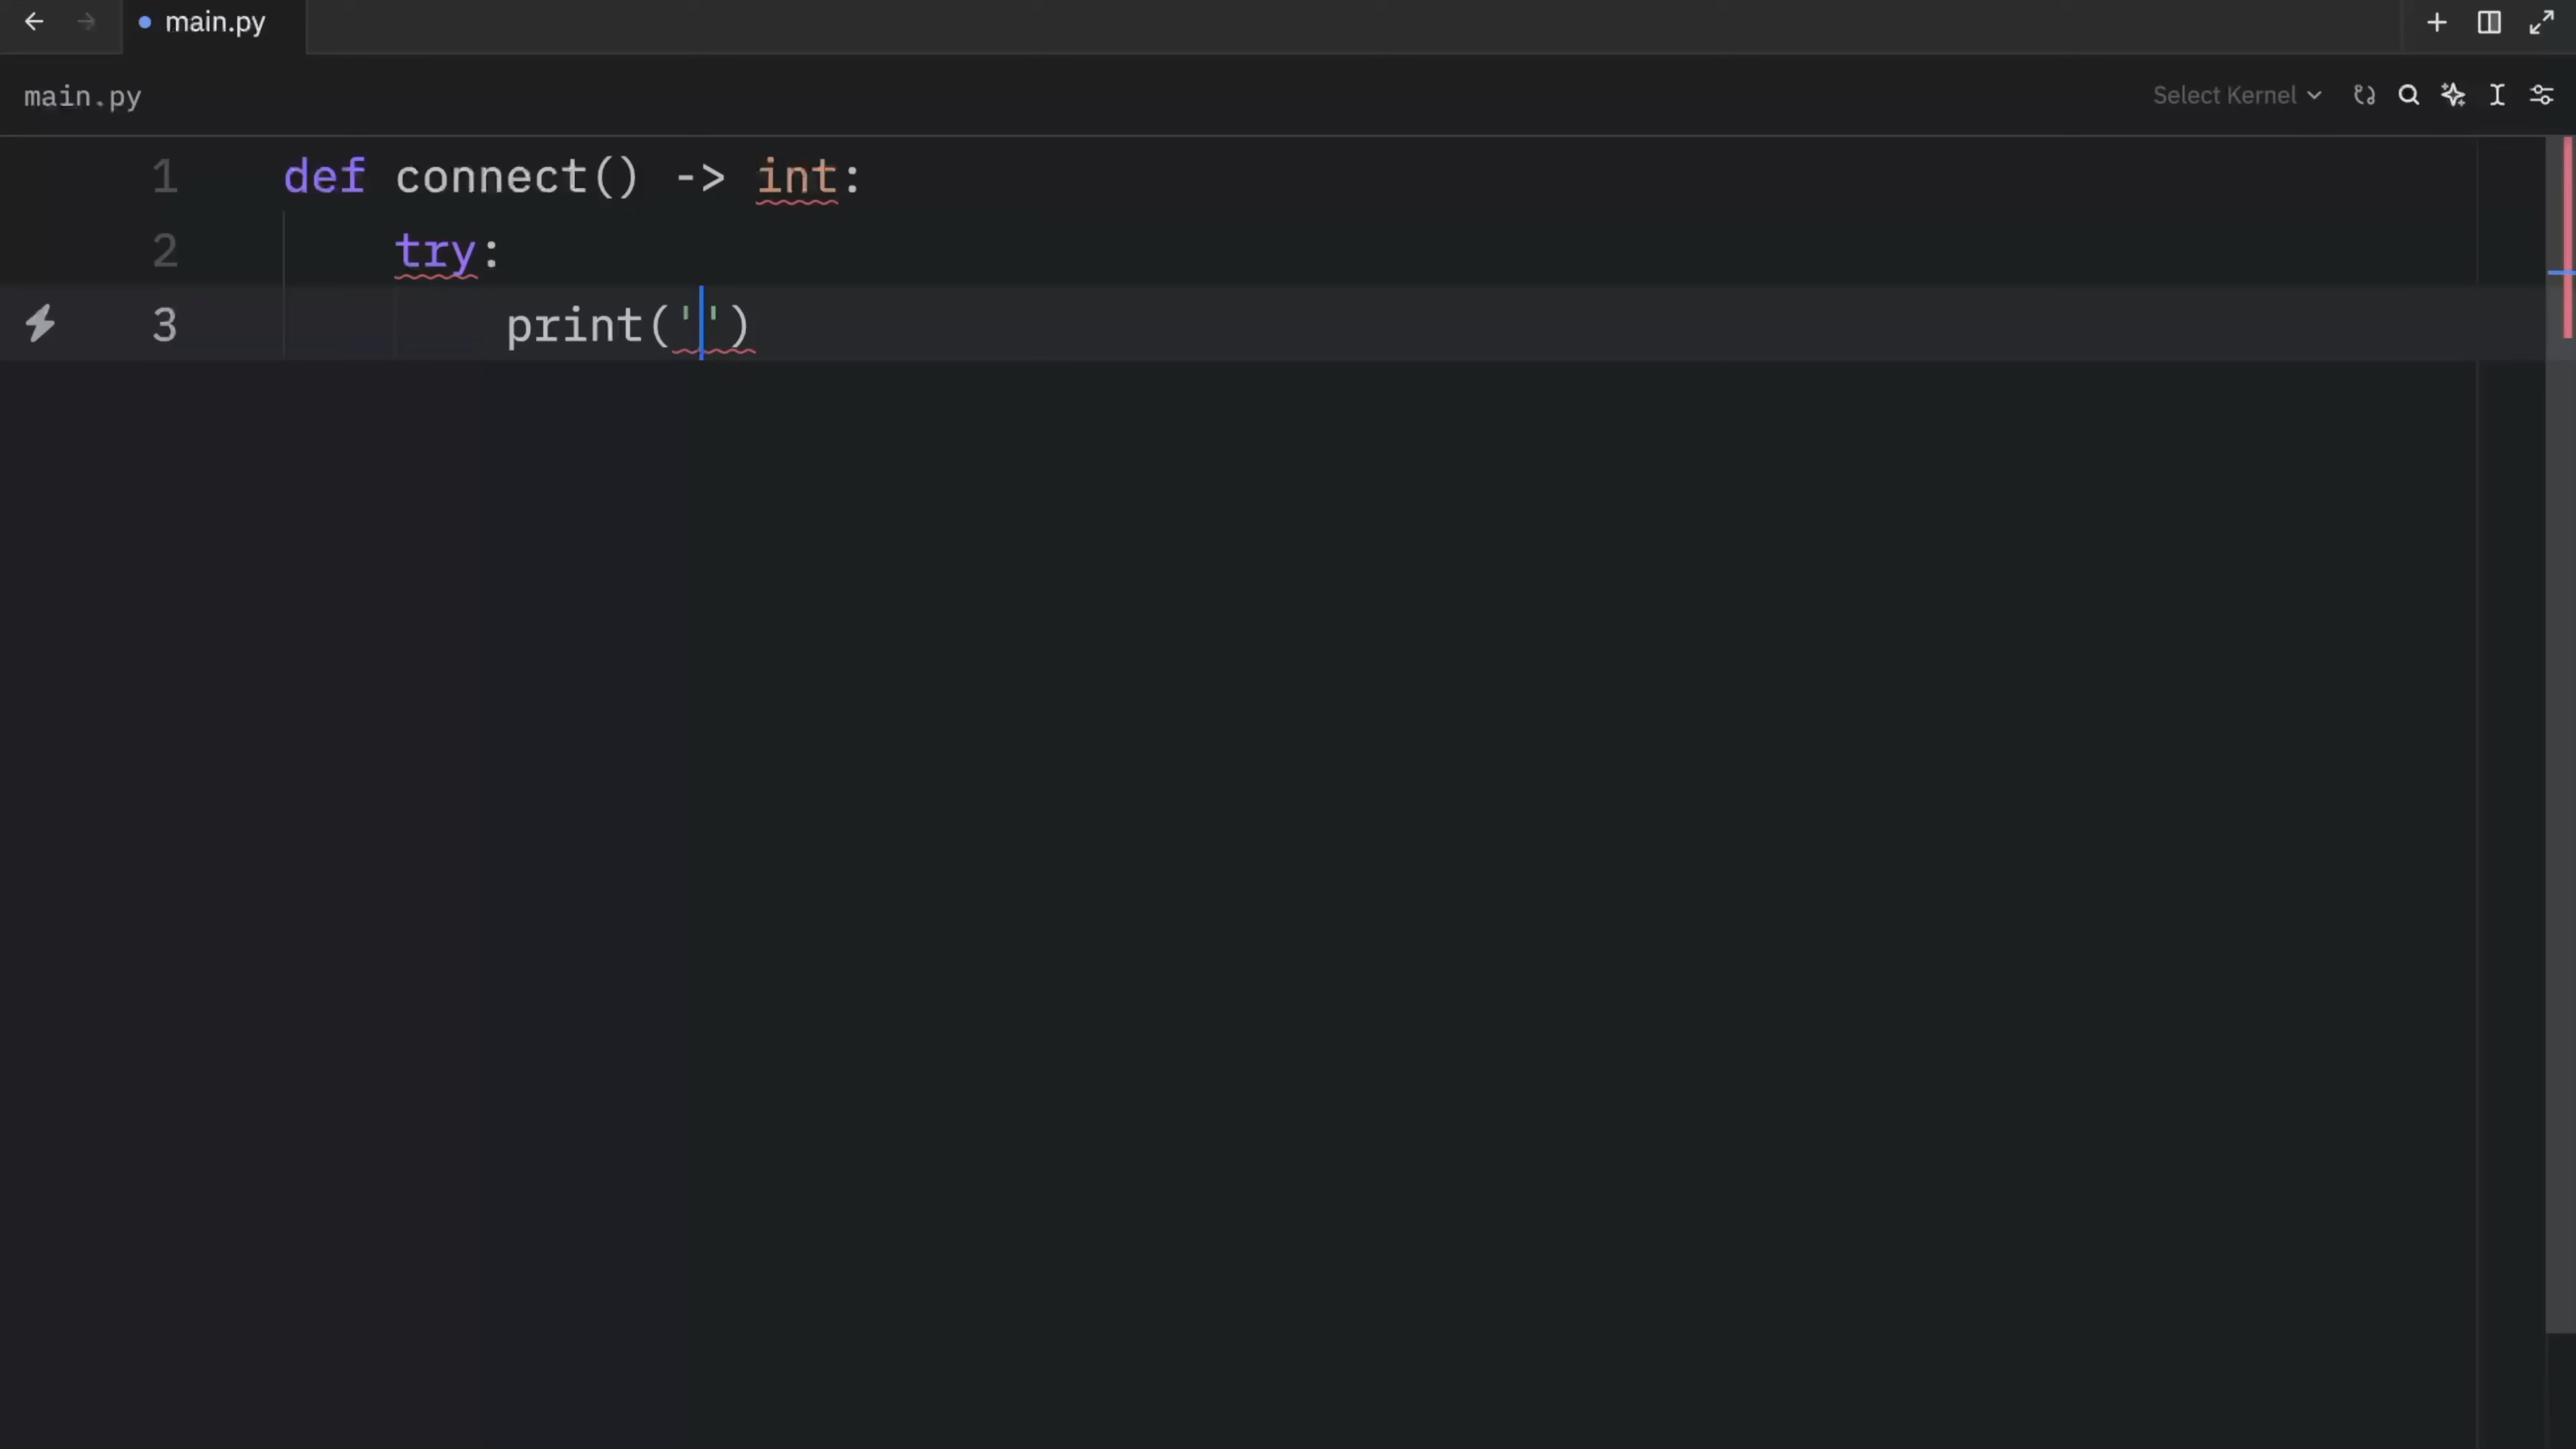 main.py
main.py Select Kernel
1 def connect() -> int:
2 try:
3 print('')